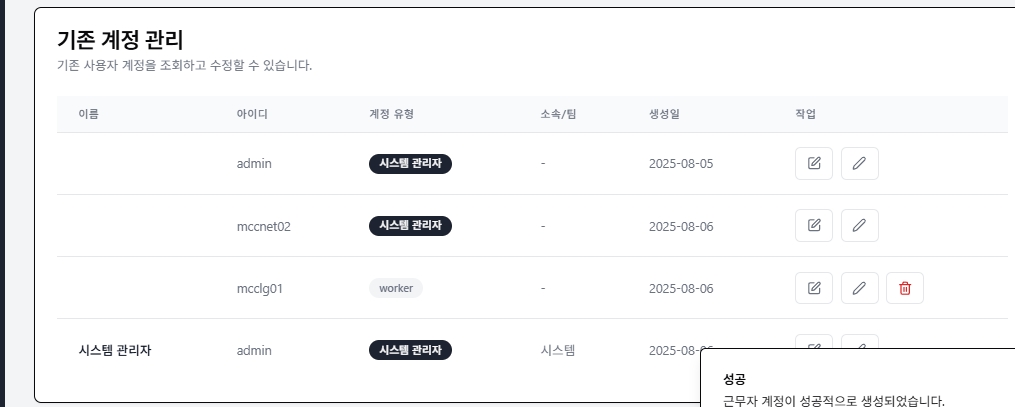 기존 계정 관리
기존 사용자 계정을 조회하고 수정할 수 있습니다.
이름 아이디 계정 유형 소속/팀 생성일 작업
admin 시스템 관리자 - 2025-08-05
mccnet02 시스템 관리자 - 2025-08-06
mcclg01 worker - 2025-08-06
시스템 관리자 admin 시스템 관리자 시스템 2025-08-
성공
근무자 계정이 성공적으로 생성되었습니다.